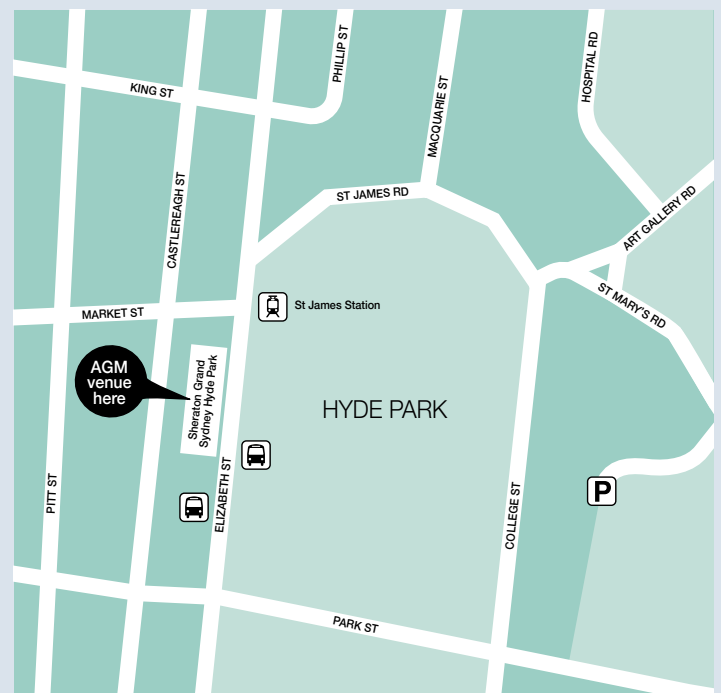 PHILLIP ST
HOSPITAL RD
KING ST
MACQUARIE ST
ST JAMES RD
CASTLEREAGH ST
ART GALLERY RD
ST MARY'S RD
St James Station
MARKET ST
AGM
venue
here
Sheraton Grand
Sydney Hyde Park
HYDE PARK
PITT ST
ELIZABETH ST
COLLEGE ST
P
PARK ST